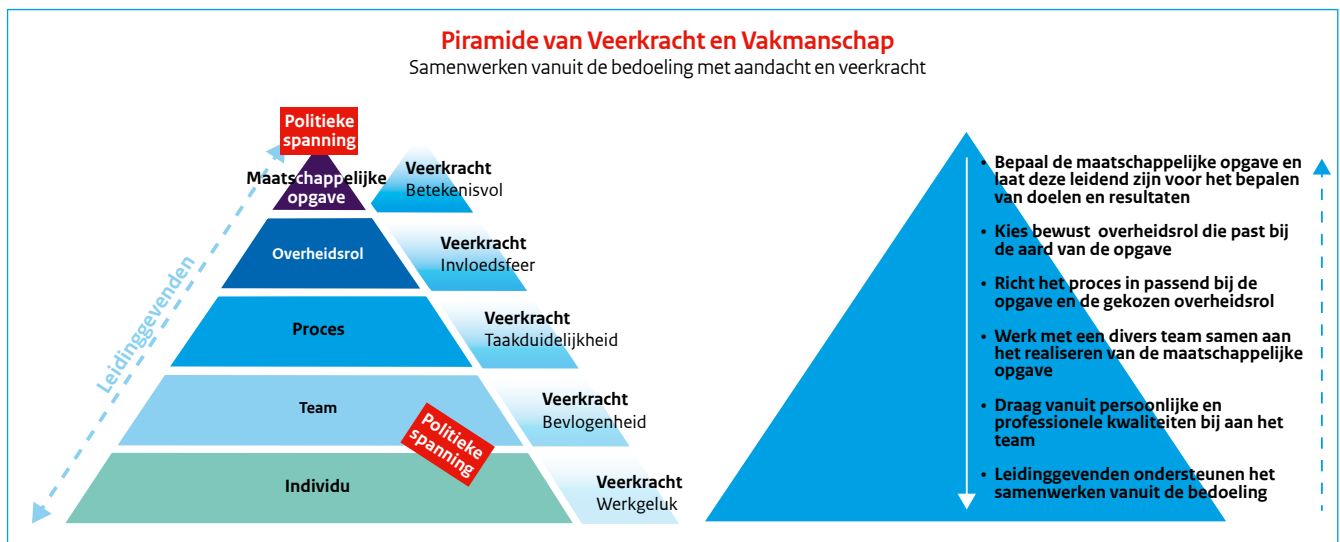 Piramide van Veerkracht en Vakmanschap
Samenwerken vanuit de bedoeling met aandacht en veerkracht
Politieke
spanning
Maatschappelijke
opgave
Veerkracht
Betekenisvol
Overheidsrol
Veerkracht
Invloedsfeer
Proces
Veerkracht
Taakduidelijkheid
Team
Veerkracht
Bevlogenheid
Politieke
spanning
Individu
Veerkracht
Werkgeluk
Leidinggevenden
• Bepaal de maatschappelijke opgave en
laat deze leidend zijn voor het bepalen
van doelen en resultaten
• Kies bewust overheidsrol die past bij
de aard van de opgave
• Richt het proces in passend bij de
opgave en de gekozen overheidsrol
• Werk met een divers team samen aan
het realiseren van de maatschappelijke
opgave
• Draag vanuit persoonlijke en
professionele kwaliteiten bij aan het
team
• Leidinggevenden ondersteunen het
samenwerken vanuit de bedoeling